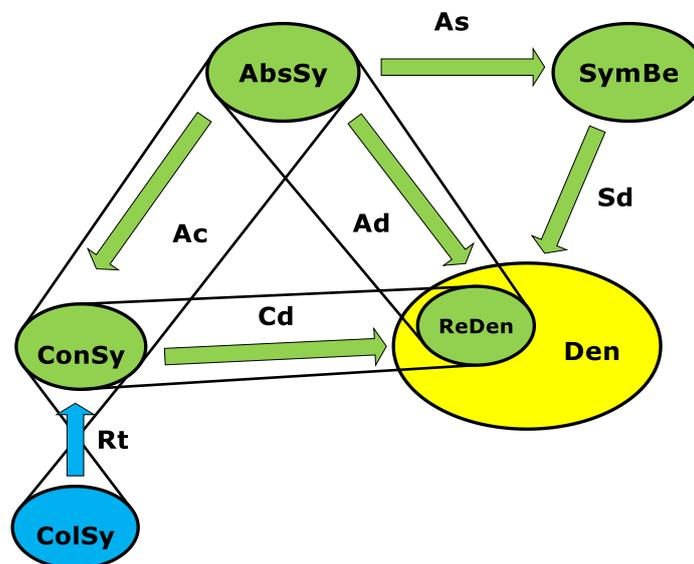 As
AbsSy
SymBe
Sd
Ac
Ad
Cd
ReDen
ConSy
Den
Rt
ColSy